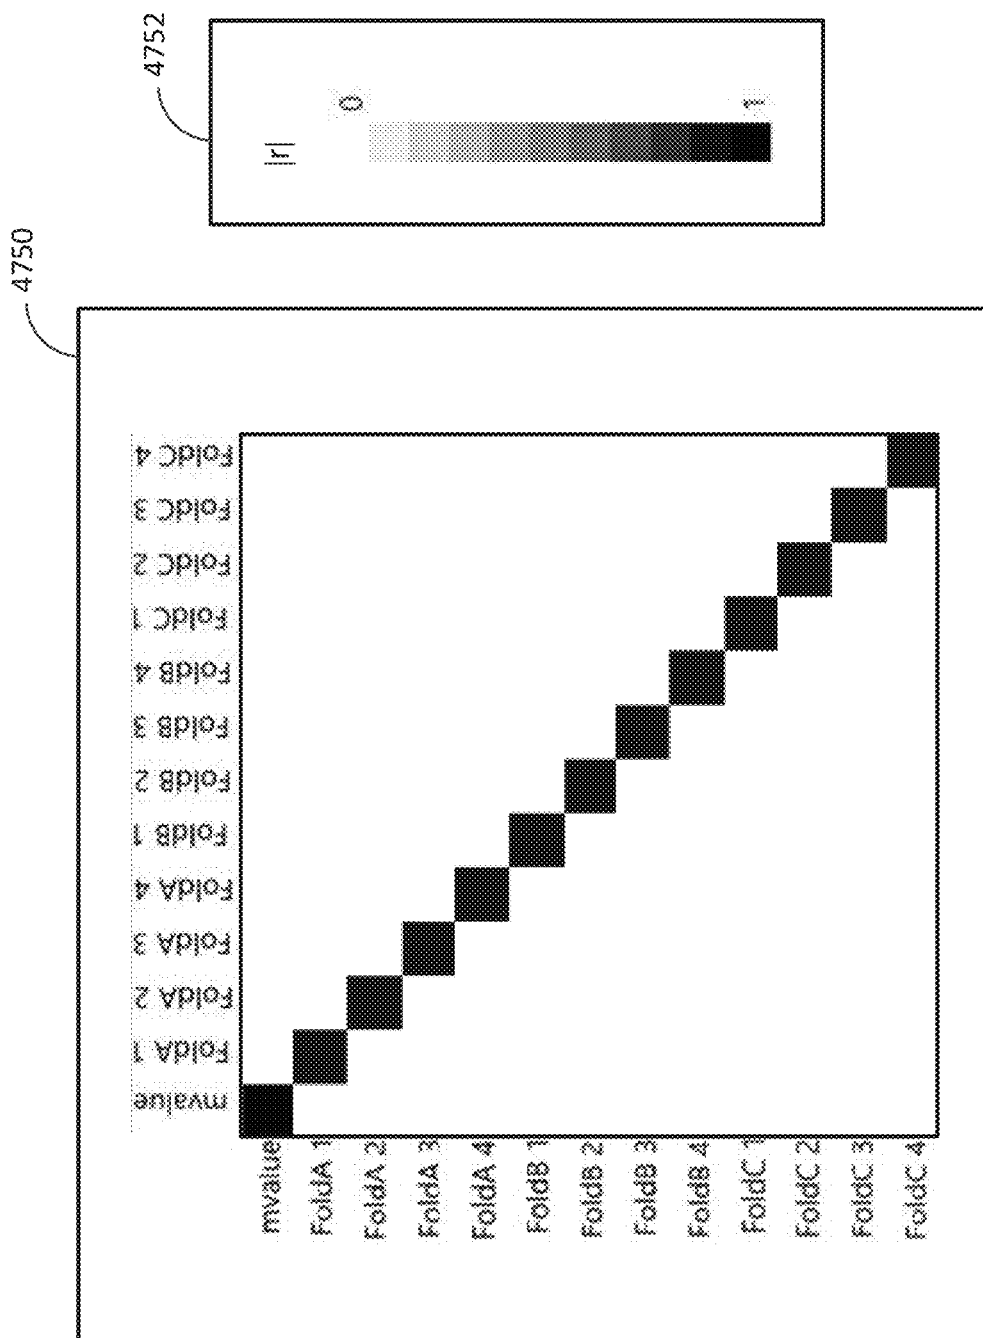 4750
4752
|r|
0
1
mvalue
FoldA 1
FoldA 2
FoldA 3
FoldA 4
FoldB 1
FoldB 2
FoldB 3
FoldB 4
FoldC 1
FoldC 2
FoldC 3
FoldC 4
mvalue
FoldA 1
FoldA 2
FoldA 3
FoldA 4
FoldB 1
FoldB 2
FoldB 3
FoldB 4
FoldC 1
FoldC 2
FoldC 3
FoldC 4